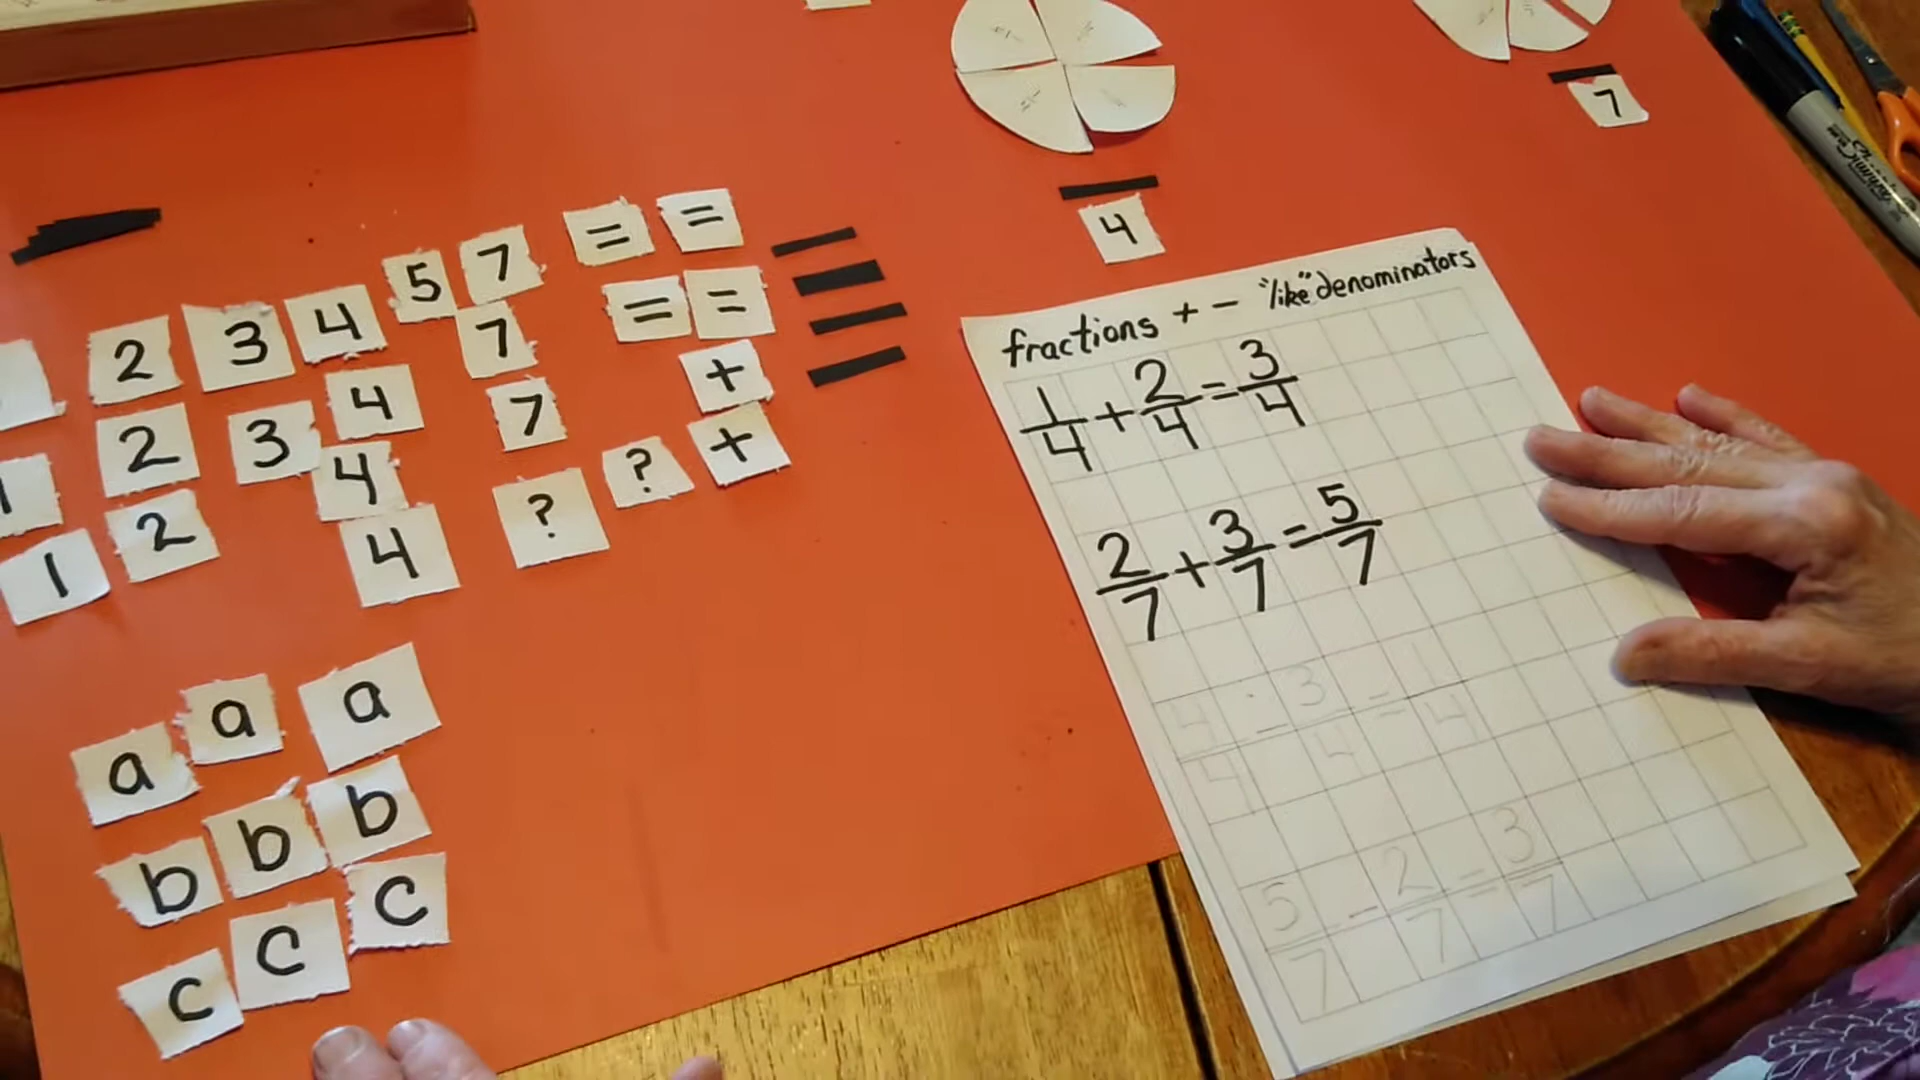 7
4
5 7 = =
2 3 4 7 = =
2 3 4 7 +
1 4 ? ? +
1 2 4
a a a
b b b
c c c
fractions + - "like" denominators
1/4 + 2/4 = 3/4
2/7 + 3/7 = 5/7
4/4 - 3/4 = 1/4
5/7 - 2/7 = 3/7
Sharpie